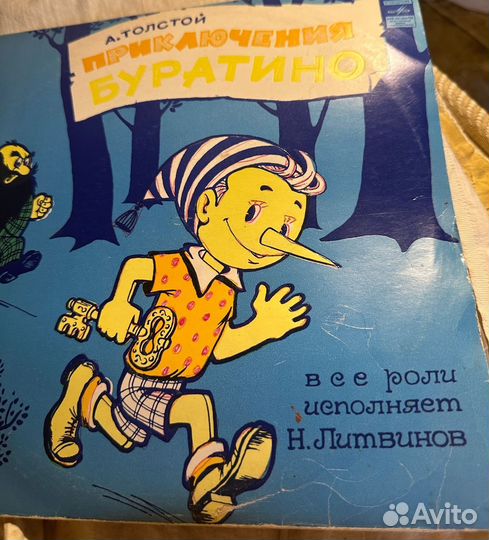 А.ТОЛСТОЙ
ПРИКЛЮЧЕНИЯ
БУРАТИНО
все роли
исполняет
Н.Литвинов
Avito